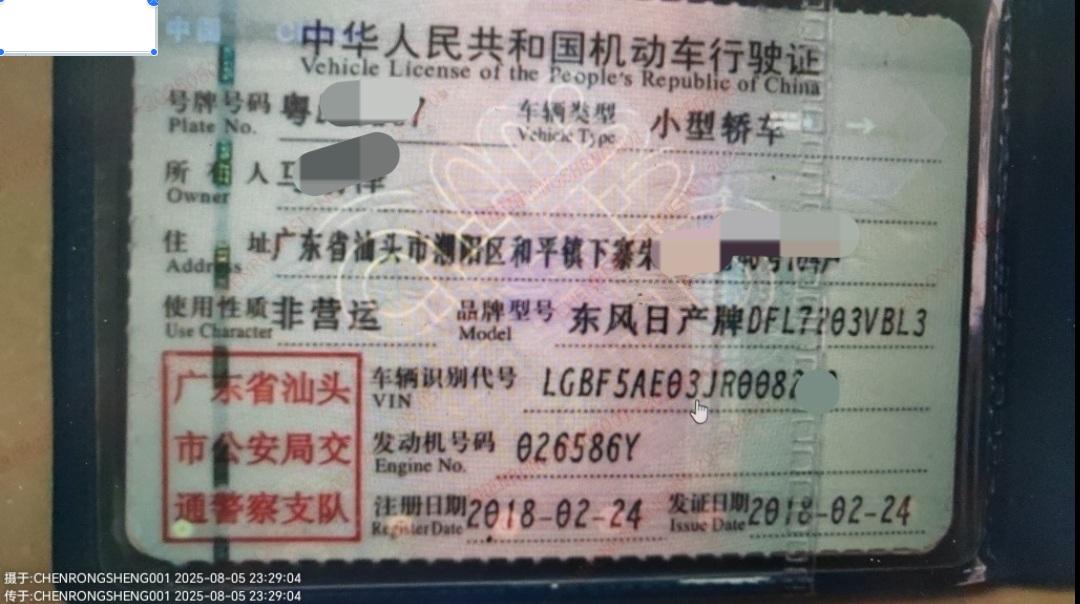 中华人民共和国机动车行驶证
Vehicle License of the People's Republic of China
号牌号码 粤 车辆类型 小型轿车
Plate No. Vehicle Type
所有人
Owner
住址 广东省汕头市潮阳区和平镇下寨朱
Address
使用性质 非营运 品牌型号 东风日产牌DFL7203VBL3
Use Character Model
广东省汕头 车辆识别代号 LGBF5AE03JR008
VIN
市公安局交 发动机号码 026586Y
Engine No.
通警察支队 注册日期 2018-02-24 发证日期 2018-02-24
Register Date Issue Date
摄于:CHENRONGSHENG001 2025-08-05 23:29:04
传于:CHENRONGSHENG001 2025-08-05 23:29:04